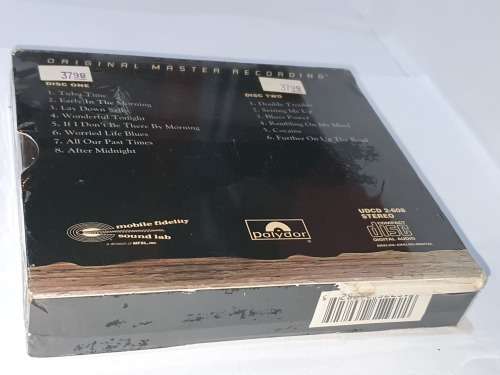 ORIGINAL MASTER RECORDING
3799
3799
DISC ONE
1. Tulsa Time
2. Early In The Morning
3. Lay Down Sally
4. Wonderful Tonight
5. If I Don't Be There By Morning
6. Worried Life Blues
7. All Our Past Times
8. After Midnight
DISC TWO
1. Double Trouble
2. Setting Me Up
3. Blues Power
4. Rambling On My Mind
5. Cocaine
6. Further On Up The Road
mobile fidelity
sound lab
a division of MFSL, inc.
Polydor
UDCD 2-608
STEREO
COMPACT
disc
DIGITAL AUDIO